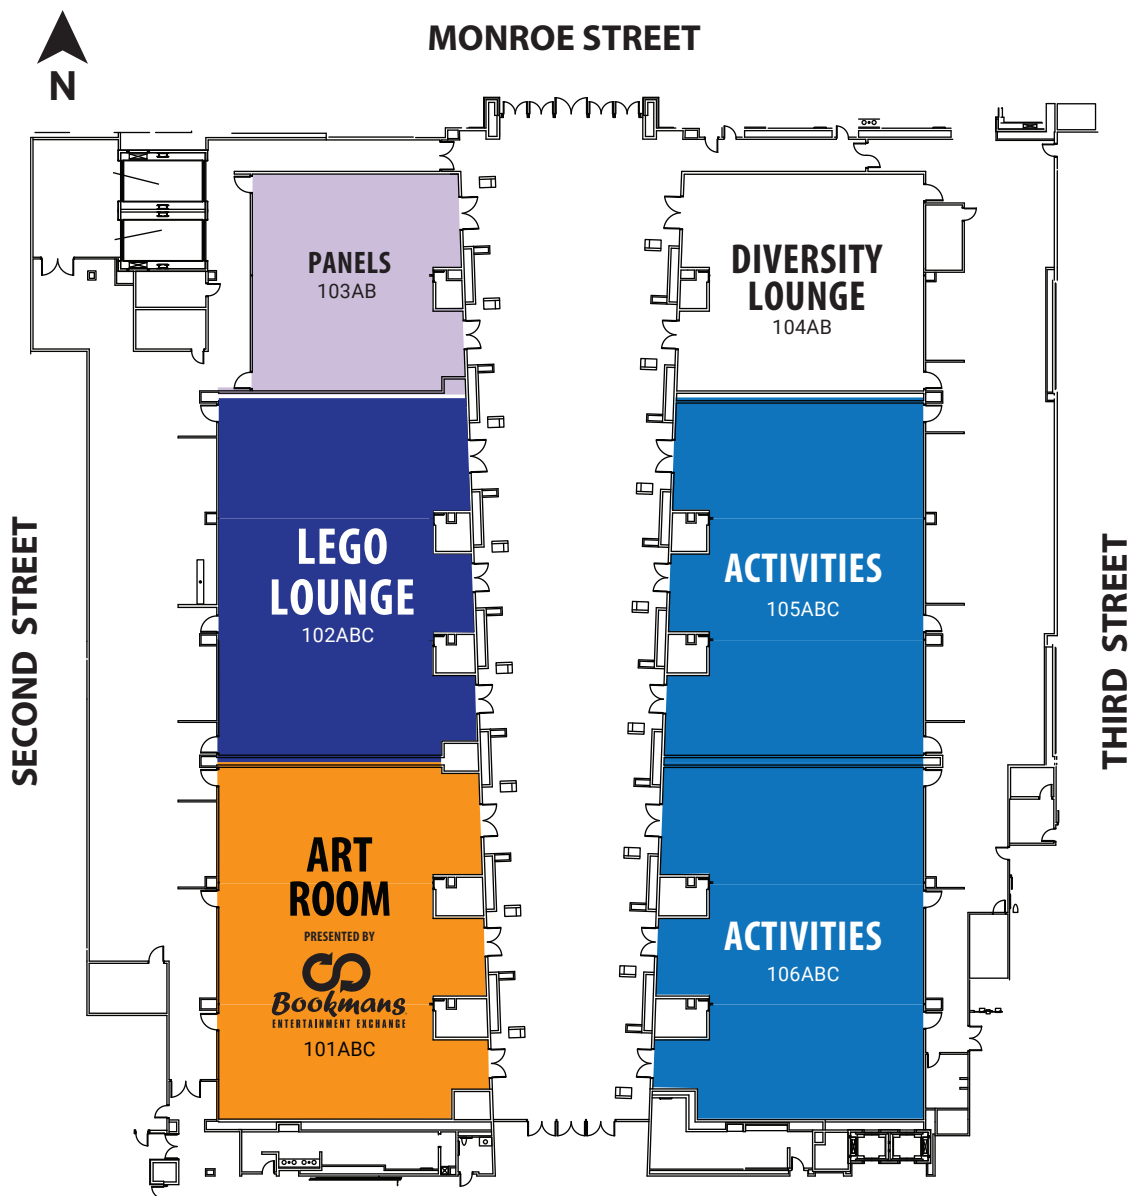 MONROE STREET
N
PANELS
103AB
DIVERSITY
LOUNGE
104AB
LEGO
LOUNGE
102ABC
ACTIVITIES
105ABC
SECOND STREET
THIRD STREET
ART
ROOM
PRESENTED BY
Bookmans
ENTERTAINMENT EXCHANGE
101ABC
ACTIVITIES
106ABC